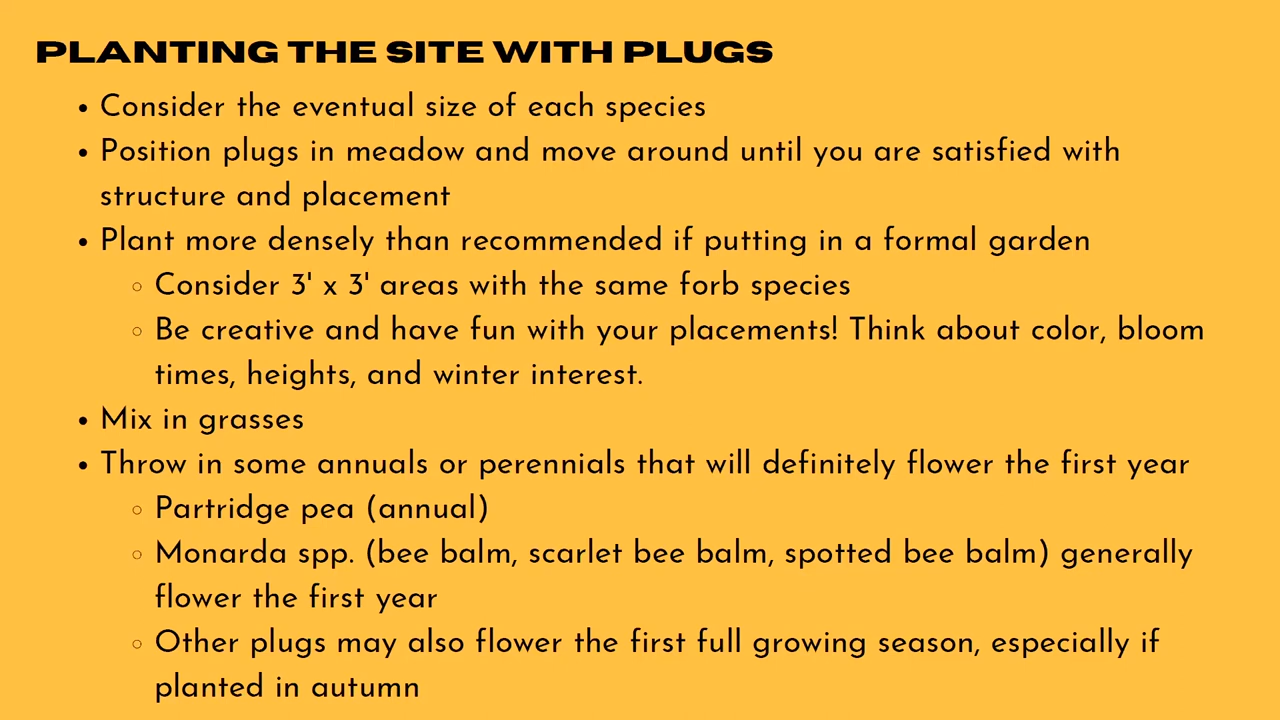 PLANTING THE SITE WITH PLUGS
• Consider the eventual size of each species
• Position plugs in meadow and move around until you are satisfied with
structure and placement
• Plant more densely than recommended if putting in a formal garden
◦ Consider 3' x 3' areas with the same forb species
◦ Be creative and have fun with your placements! Think about color, bloom
times, heights, and winter interest.
• Mix in grasses
• Throw in some annuals or perennials that will definitely flower the first year
◦ Partridge pea (annual)
◦ Monarda spp. (bee balm, scarlet bee balm, spotted bee balm) generally
flower the first year
◦ Other plugs may also flower the first full growing season, especially if
planted in autumn